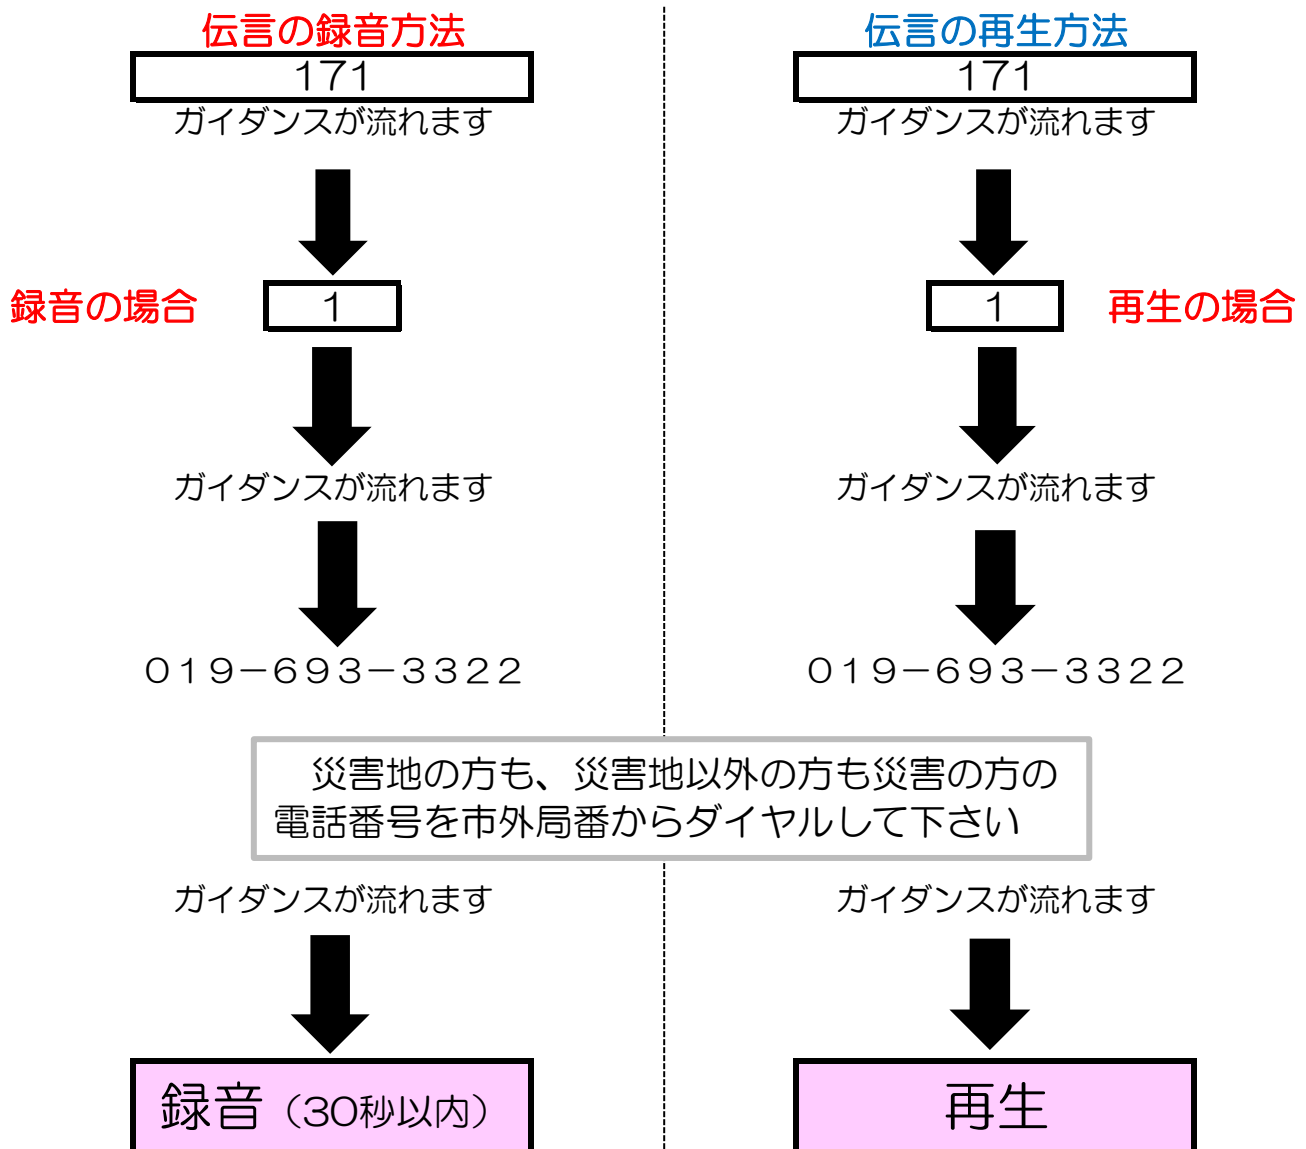 伝言の録音方法
171
ガイダンスが流れます
録音の場合
1
ガイダンスが流れます
019-693-3322
伝言の再生方法
171
ガイダンスが流れます
1
再生の場合
ガイダンスが流れます
019-693-3322
災害地の方も、災害地以外の方も災害の方の
電話番号を市外局番からダイヤルして下さい
ガイダンスが流れます
録音（30秒以内）
ガイダンスが流れます
再生